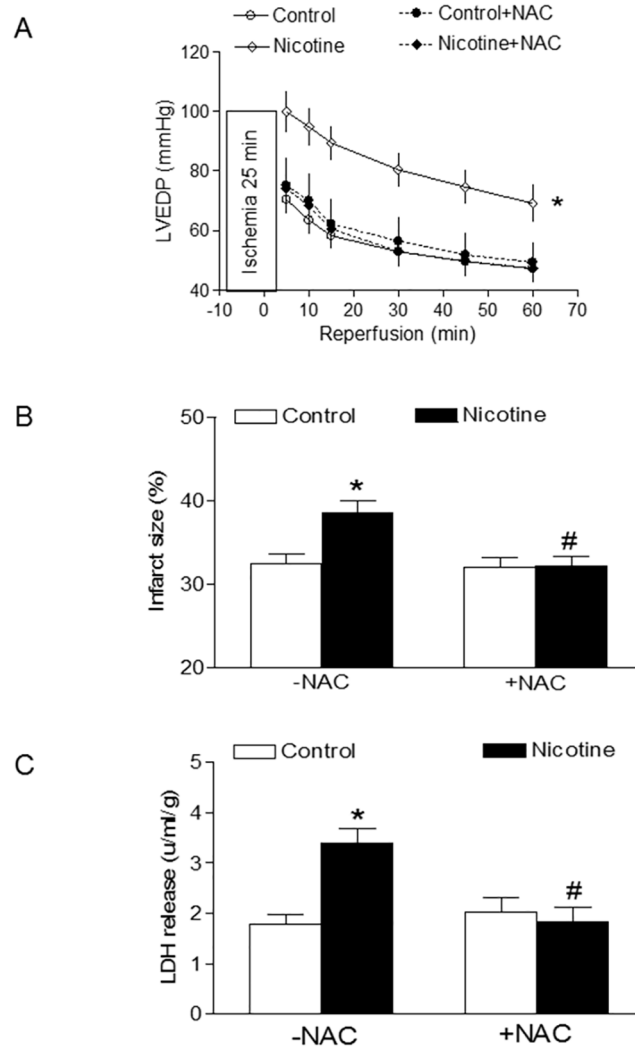 A
Control
Control+NAC
Nicotine
Nicotine+NAC
120
100
80
60
40
LVEDP (mmHg)
Ischemia 25 min
*
-10 0 10 20 30 40 50 60 70
Reperfusion (min)
B
Control
Nicotine
50
40
30
20
Infarct size (%)
*
#
-NAC
+NAC
C
Control
Nicotine
5
4
3
2
1
0
LDH release (u/ml/g)
*
#
-NAC
+NAC